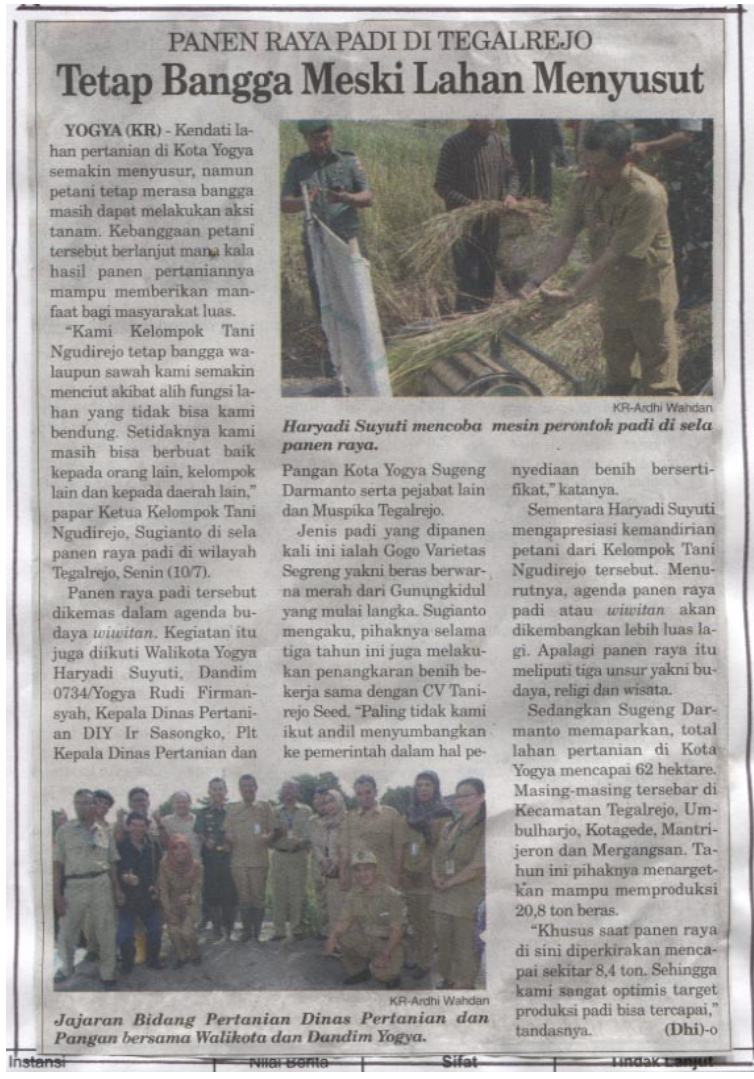 PANEN RAYA PADI DI TEGALREJO
Tetap Bangga Meski Lahan Menyusut
YOGYA (KR) - Kendati la-
han pertanian di Kota Yogya
semakin menyusur, namun
petani tetap merasa bangga
masih dapat melakukan aksi
tanam. Kebanggaan petani
tersebut berlanjut mana kala
hasil panen pertaniannya
mampu memberikan man-
faat bagi masyarakat luas.
"Kami Kelompok Tani
Ngudirejo tetap bangga wa-
laupun sawah kami semakin
menciut akibat alih fungsi la-
han yang tidak bisa kami
bendung. Setidaknya kami
masih bisa berbuat baik
kepada orang lain, kelompok
lain dan kepada daerah lain,"
papar Ketua Kelompok Tani
Ngudirejo, Sugianto di sela
panen raya padi di wilayah
Tegalrejo, Senin (10/7).
Panen raya padi tersebut
dikemas dalam agenda bu-
daya wiwitan. Kegiatan itu
juga diikuti Walikota Yogya
Haryadi Suyuti, Dandim
0734/Yogya Rudi Firman-
syah, Kepala Dinas Pertani-
an DIY Ir Sasongko, Plt
Kepala Dinas Pertanian dan
KR-Ardhi Wahdan
Haryadi Suyuti mencoba mesin perontok padi di sela
panen raya.
Pangan Kota Yogya Sugeng
Darmanto serta pejabat lain
dan Muspika Tegalrejo.
Jenis padi yang dipanen
kali ini ialah Gogo Varietas
Segreng yakni beras berwar-
na merah dari Gunungkidul
yang mulai langka. Sugianto
mengaku, pihaknya selama
tiga tahun ini juga melaku-
kan penangkaran benih be-
kerja sama dengan CV Tani-
rejo Seed. "Paling tidak kami
ikut andil menyumbangkan
ke pemerintah dalam hal pe-
nyediaan benih berserti-
fikat," katanya.
Sementara Haryadi Suyuti
mengapresiasi kemandirian
petani dari Kelompok Tani
Ngudirejo tersebut. Menu-
rutnya, agenda panen raya
padi atau wiwitan akan
dikembangkan lebih luas la-
gi. Apalagi panen raya itu
meliputi tiga unsur yakni bu-
daya, religi dan wisata.
Sedangkan Sugeng Dar-
manto memaparkan, total
lahan pertanian di Kota
Yogya mencapai 62 hektare.
Masing-masing tersebar di
Kecamatan Tegalrejo, Um-
bulharjo, Kotagede, Mantri-
jeron dan Mergangsan. Ta-
hun ini pihaknya menarget-
kan mampu memproduksi
20,8 ton beras.
"Khusus saat panen raya
di sini diperkirakan menca-
pai sekitar 8,4 ton. Sehingga
kami sangat optimis target
produksi padi bisa tercapai,"
tandasnya. (Dhi)-o
KR-Ardhi Wahdan
Jajaran Bidang Pertanian Dinas Pertanian dan
Pangan bersama Walikota dan Dandim Yogya.
Instansi Nilai Berita Sifat Tindak Lanjut